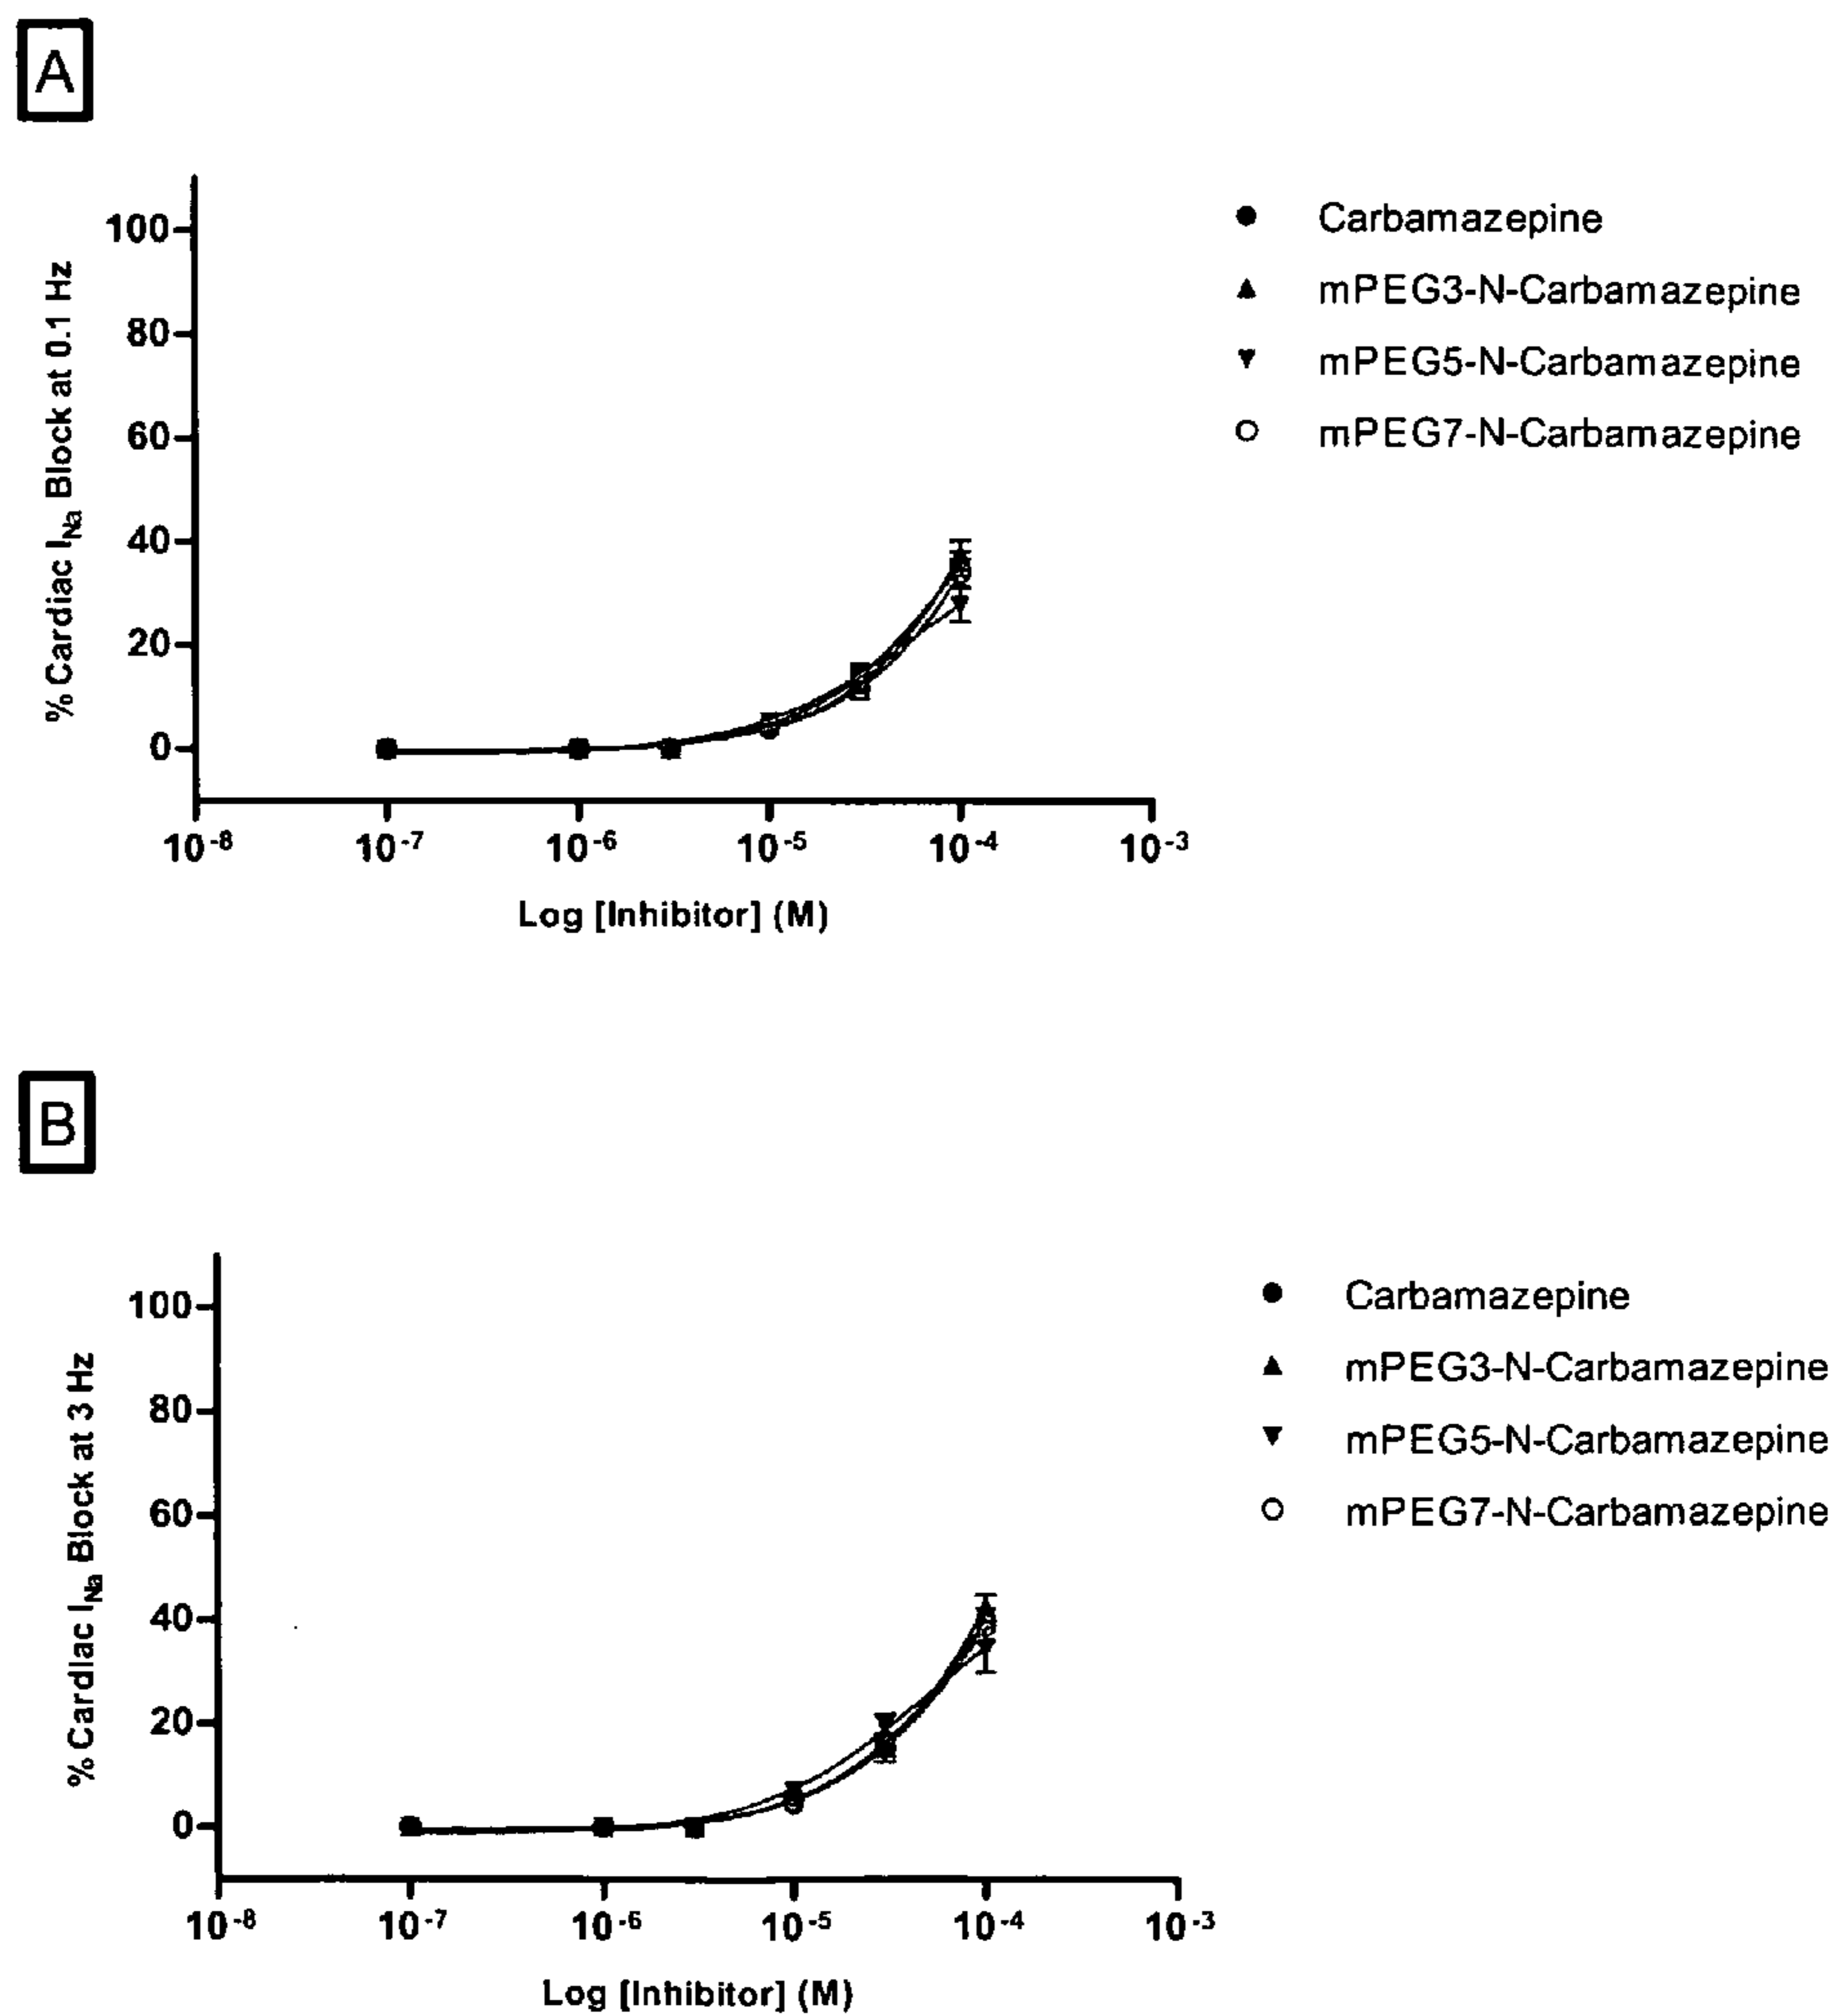 A
% Cardiac INa Block at 0.1 Hz
100
80
60
40
20
0
10-8 10-7 10-6 10-5 10-4 10-3
Log [Inhibitor] (M)
Carbamazepine
mPEG3-N-Carbamazepine
mPEG5-N-Carbamazepine
mPEG7-N-Carbamazepine
B
% Cardiac INa Block at 3 Hz
100
80
60
40
20
0
10-8 10-7 10-6 10-5 10-4 10-3
Log [Inhibitor] (M)
Carbamazepine
mPEG3-N-Carbamazepine
mPEG5-N-Carbamazepine
mPEG7-N-Carbamazepine